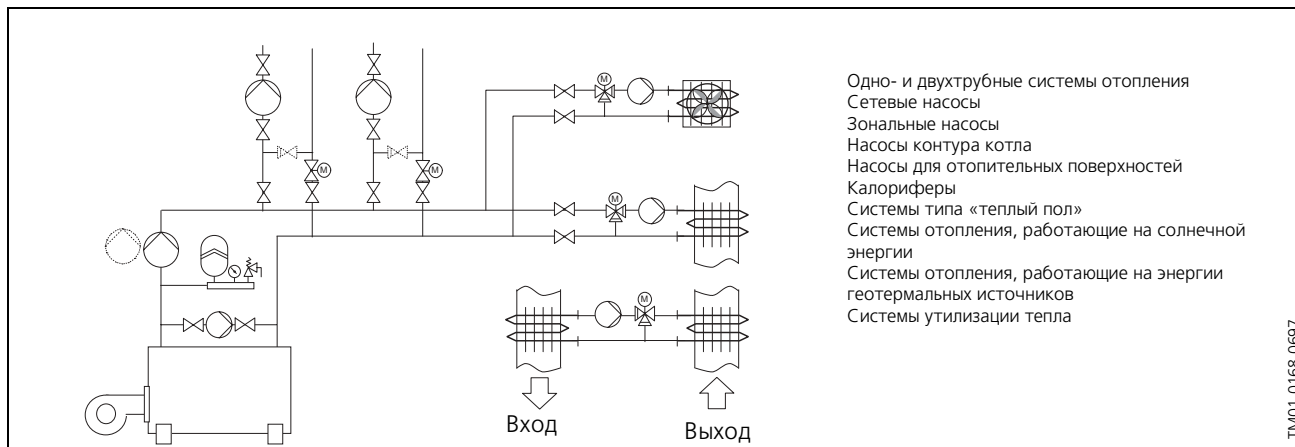 Одно- и двухтрубные системы отопления
Сетевые насосы
Зональные насосы
Насосы контура котла
Насосы для отопительных поверхностей
Калориферы
Системы типа «теплый пол»
Системы отопления, работающие на солнечной
энергии
Системы отопления, работающие на энергии
геотермальных источников
Системы утилизации тепла
M
M
M
M
M
Вход
Выход
TM01 0168 0697